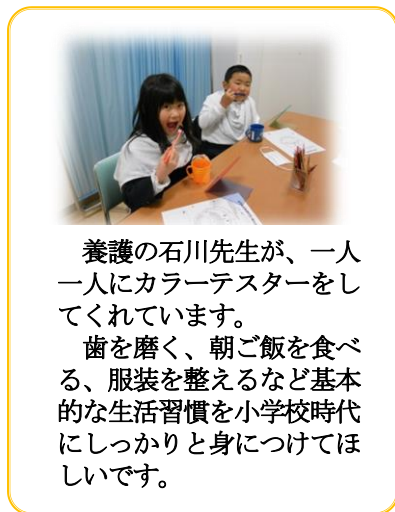 養護の石川先生が、一人
一人にカラーテスターをし
てくれています。
歯を磨く、朝ご飯を食べ
る、服装を整えるなど基本
的な生活習慣を小学校時代
にしっかりと身につけてほ
しいです。